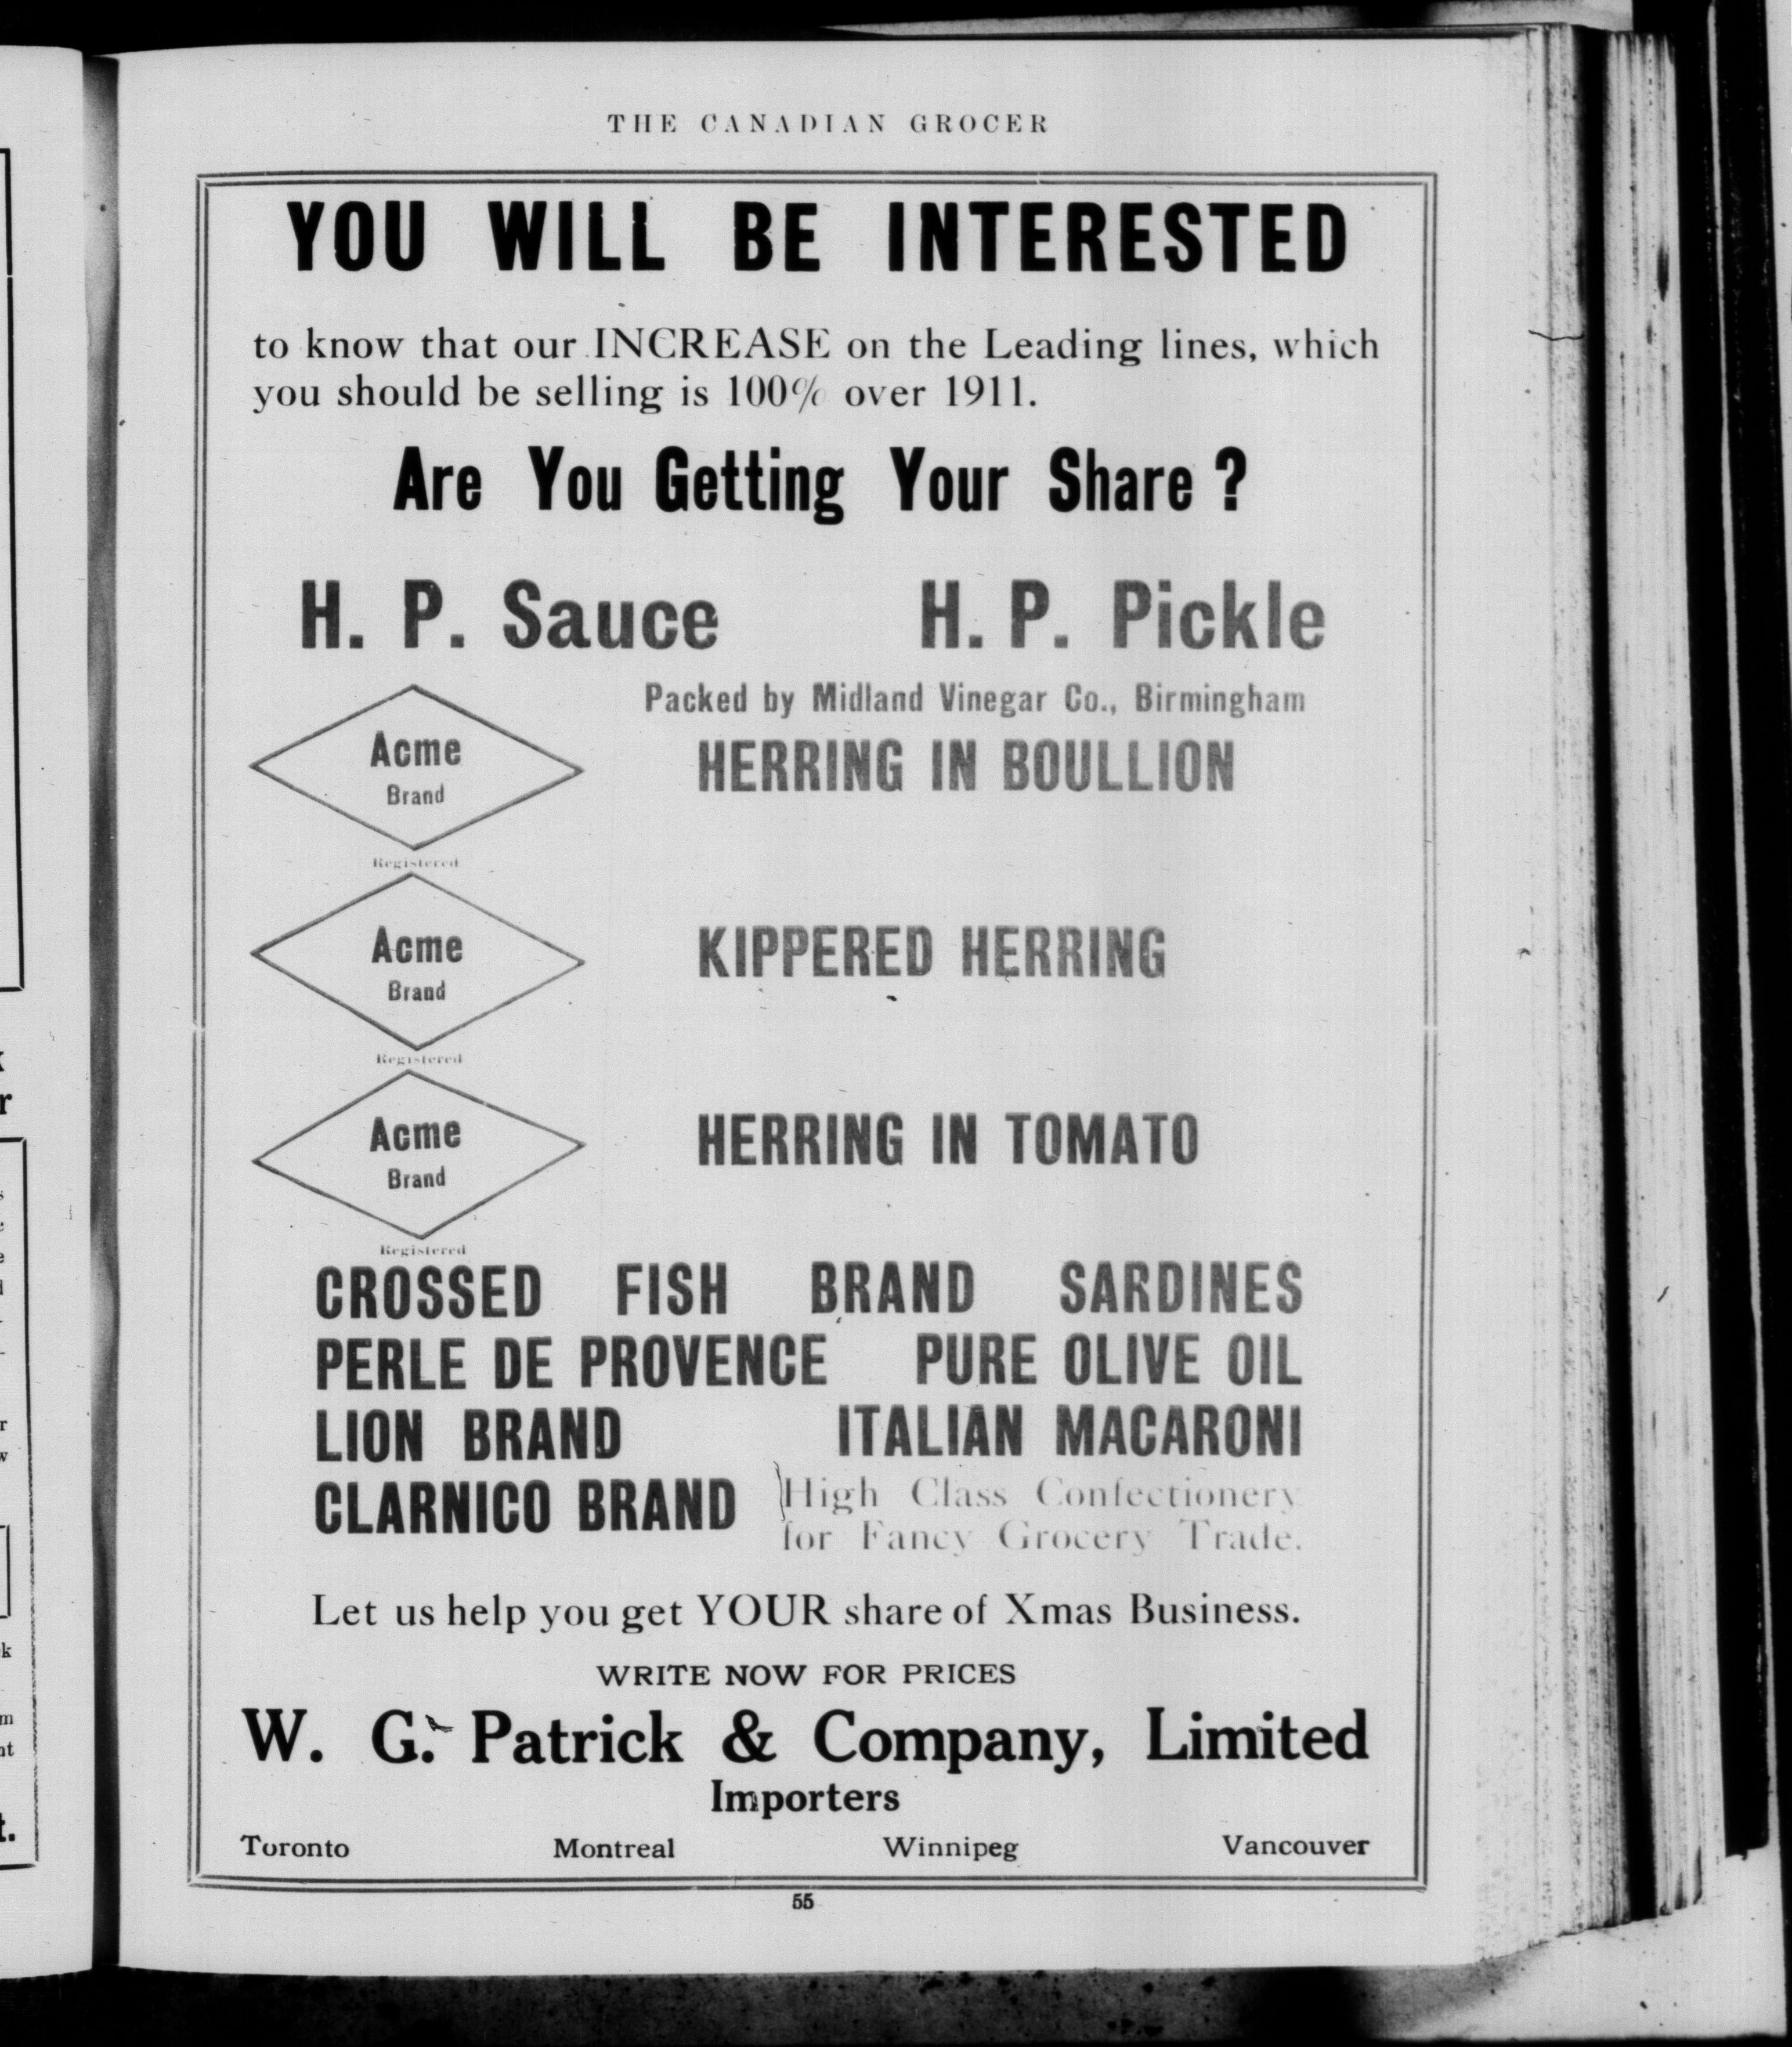 THE CANADIAN GROCER
YOU WILL BE INTERESTED
to know that our INCREASE on the Leading lines, which
you should be selling is 100% over 1911.
Are You Getting Your Share ?
H. P. Sauce H. P. Pickle
Packed by Midland Vinegar Co., Birmingham
Acme
Brand
Registered
HERRING IN BOULLION
Acme
Brand
Registered
KIPPERED HERRING
Acme
Brand
Registered
HERRING IN TOMATO
CROSSED FISH BRAND SARDINES
PERLE DE PROVENCE PURE OLIVE OIL
LION BRAND ITALIAN MACARONI
CLARNICO BRAND
High Class Confectionery
for Fancy Grocery Trade.
Let us help you get YOUR share of Xmas Business.
WRITE NOW FOR PRICES
W. G. Patrick & Company, Limited
Importers
Toronto Montreal Winnipeg Vancouver
55